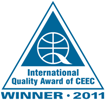 International
Quality Award of CEEC
WINNER • 2011